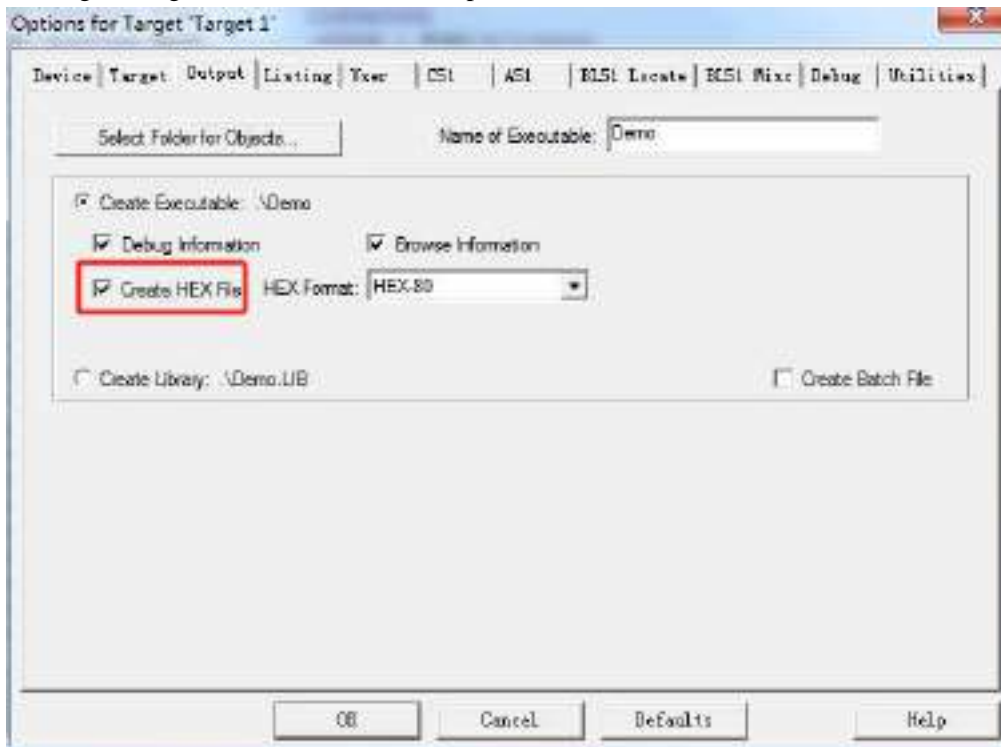 Options for Target 'Target 1'
Device Target Output Listing User C51 A51 BL51 Locate BL51 Misc Debug Utilities
Select Folder for Objects... Name of Executable: Demo
Create Executable: .\Demo
Debug Information Browse Information
Create HEX File HEX Format: HEX-80
Create Library: .\Demo.LIB Create Batch File
OK Cancel Defaults Help